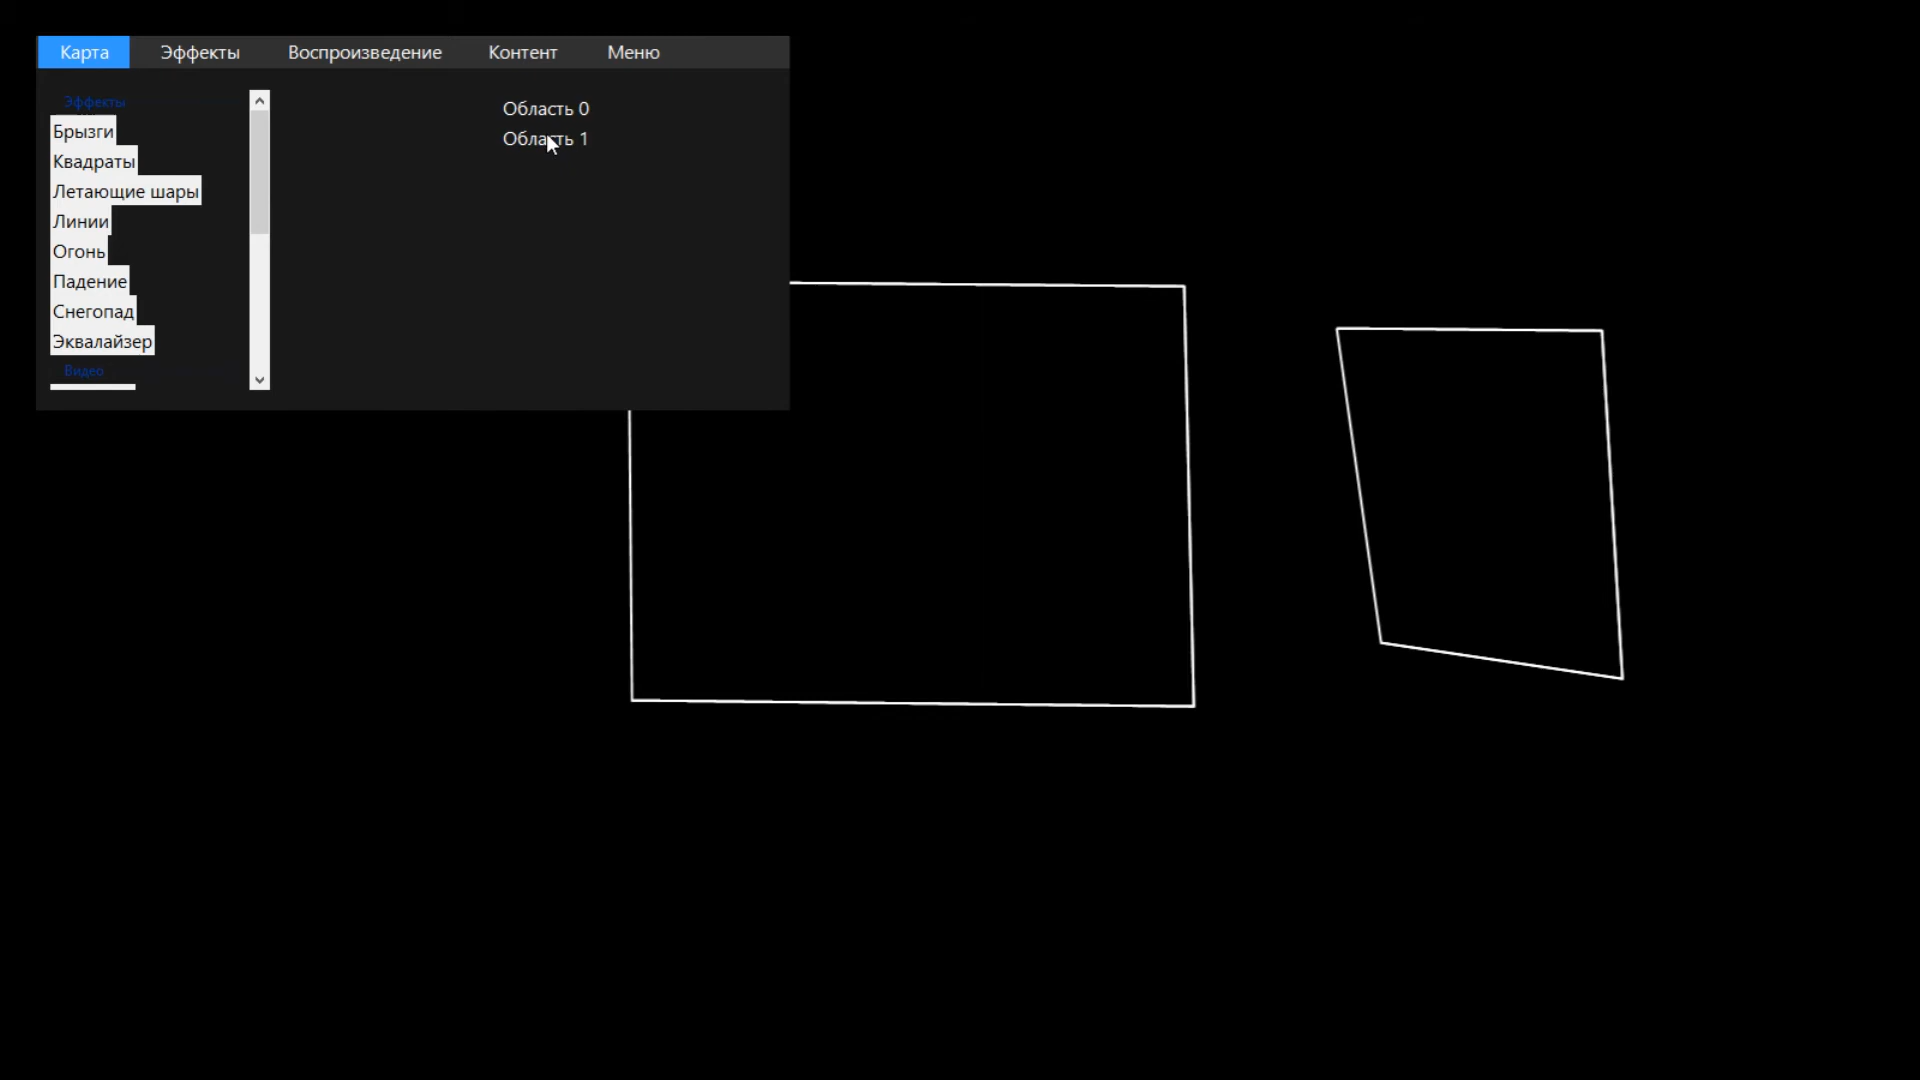 Карта Эффекты Воспроизведение Контент Меню
Эффекты
Брызги
Квадраты
Летающие шары
Линии
Огонь
Падение
Снегопад
Эквалайзер
Видео
Область 0
Область 1